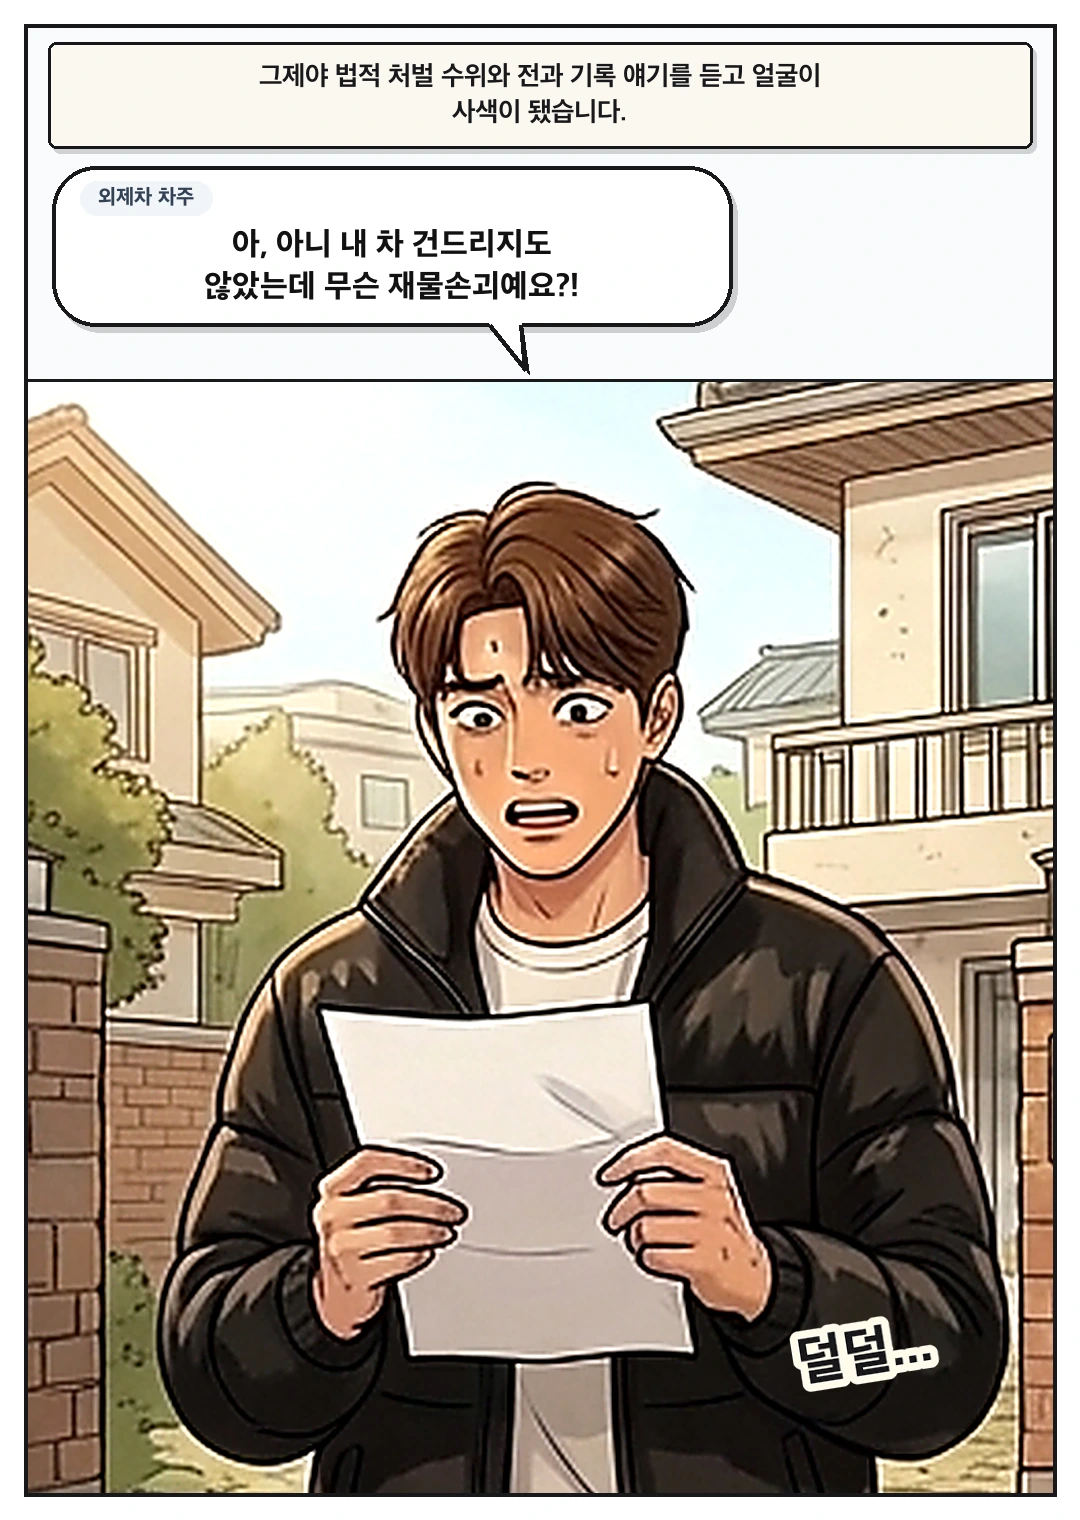 그제야 법적 처벌 수위와 전과 기록 얘기를 듣고 얼굴이
사색이 됐습니다.
외제차 차주
아, 아니 내 차 건드리지도
않았는데 무슨 재물손괴예요?!
덜덜...